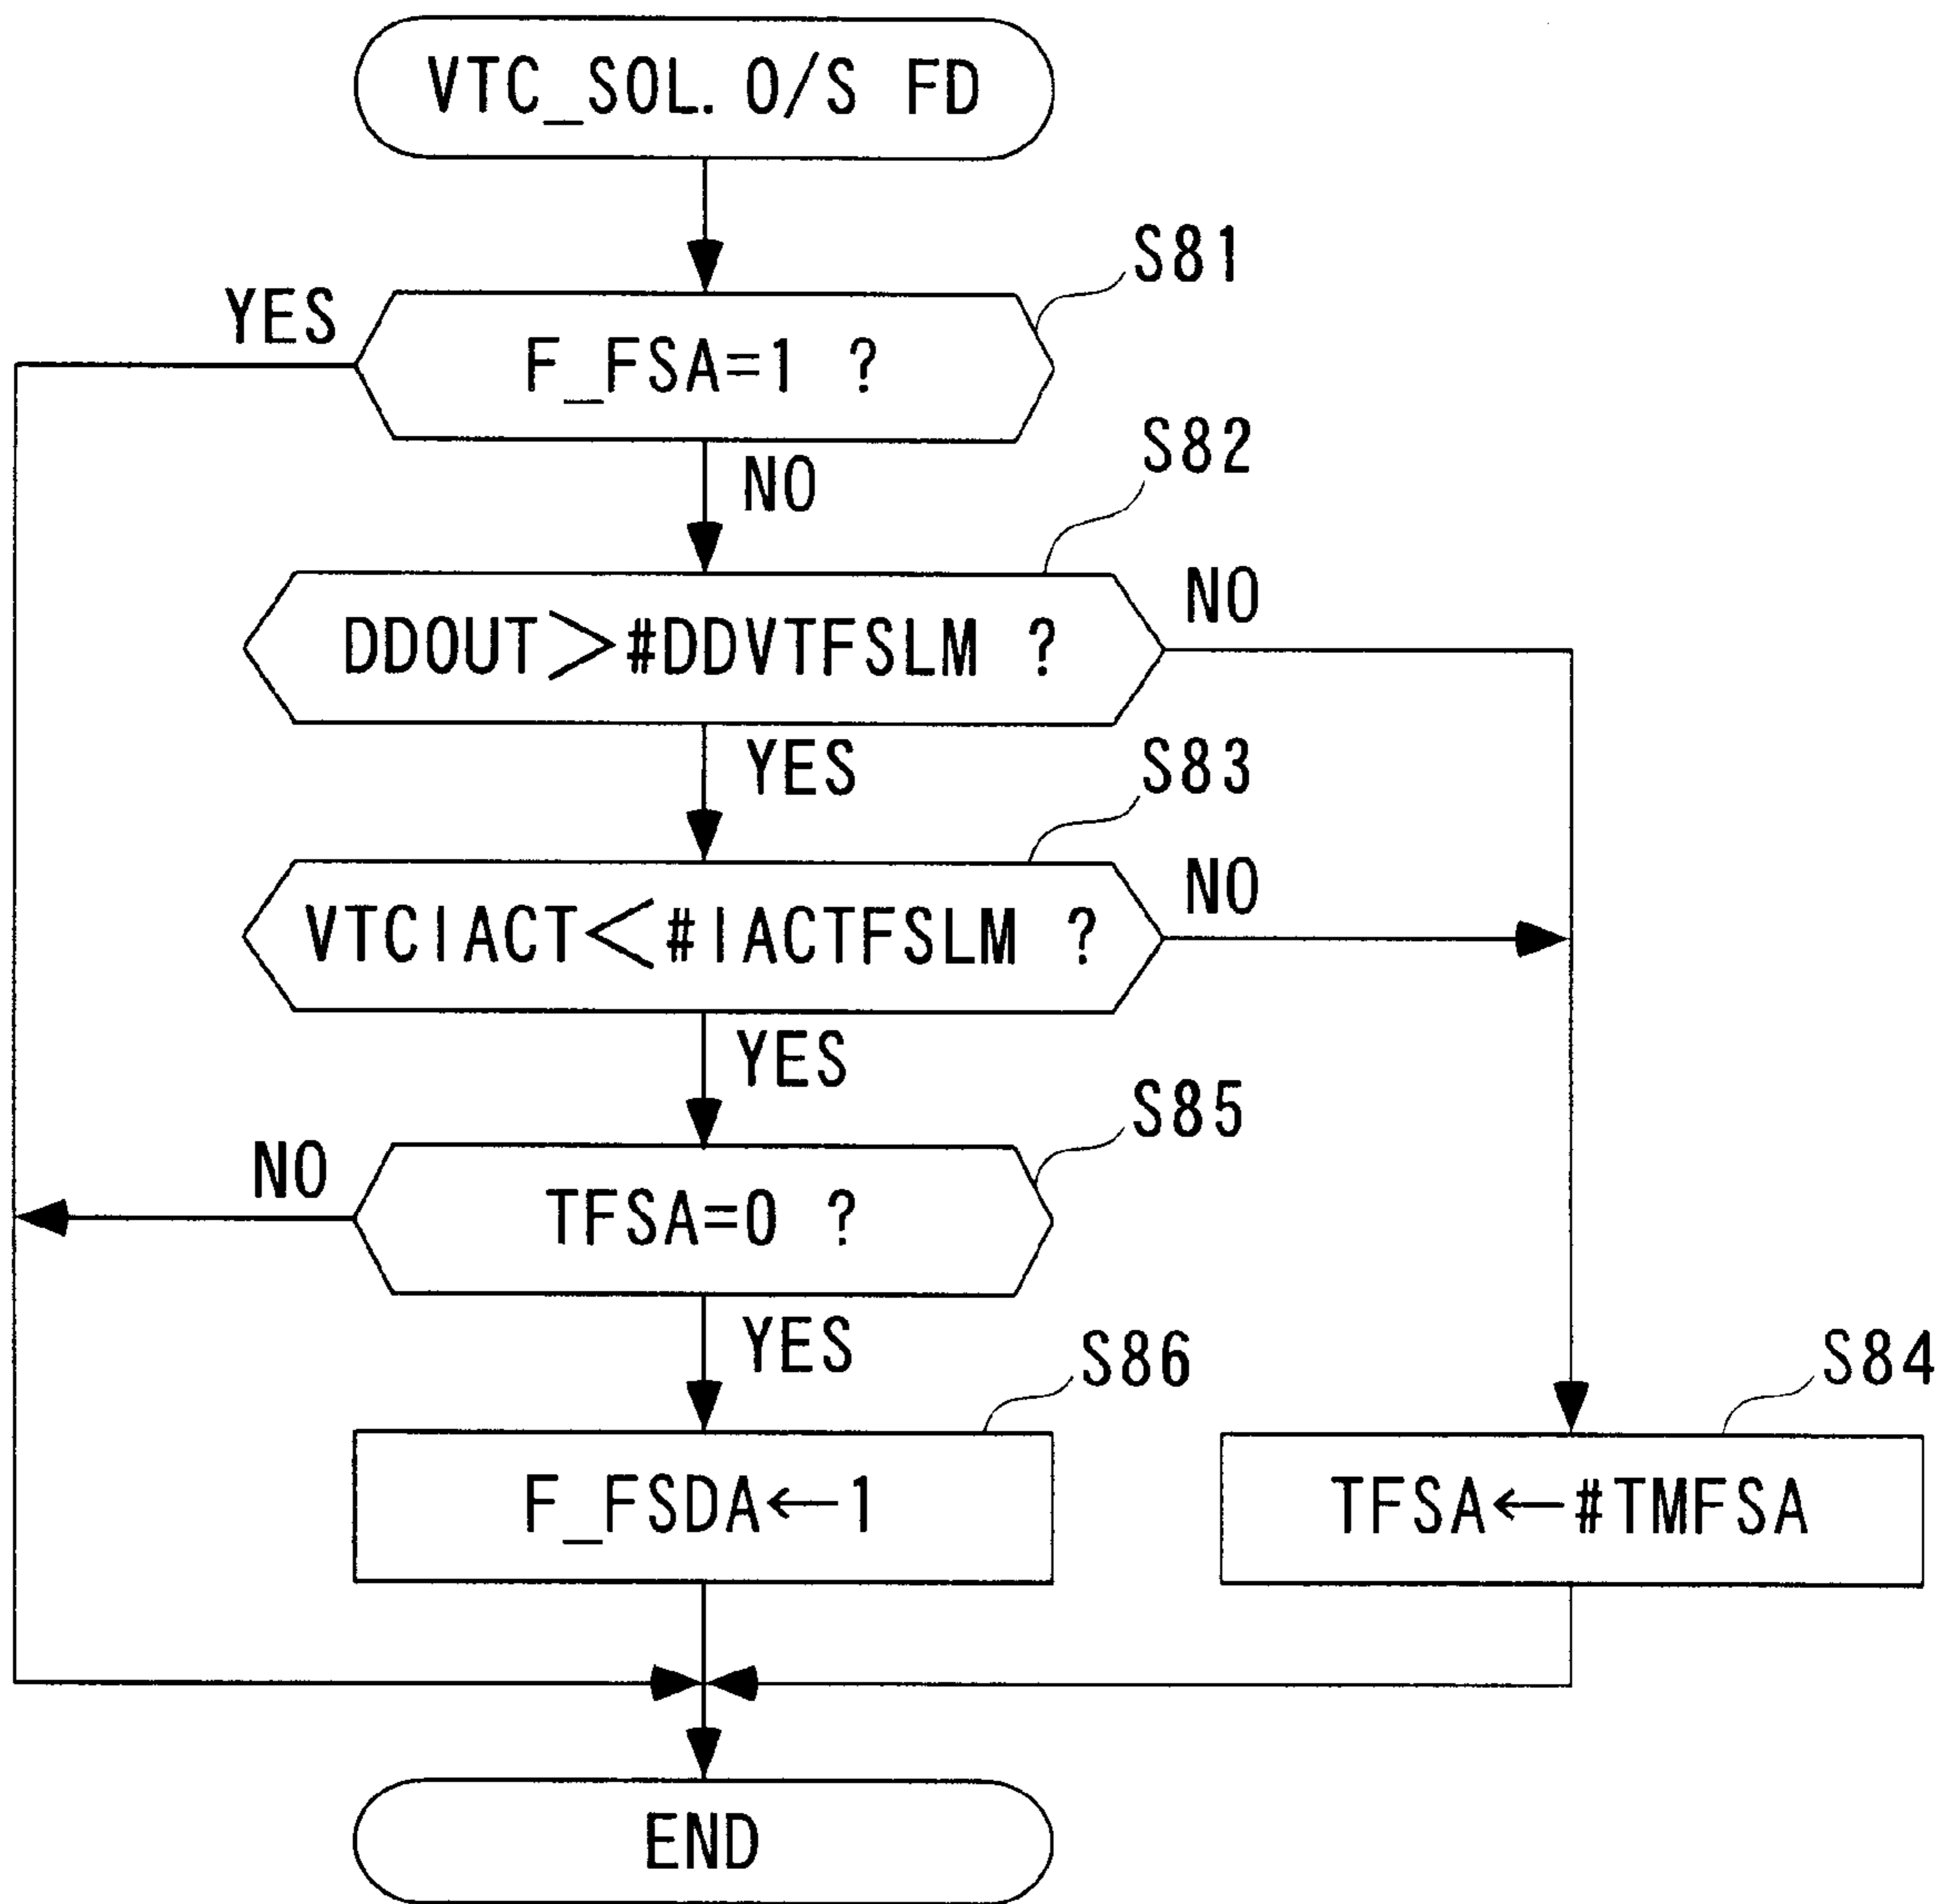 VTC_SOL. O/S FD
S81
YES
F_FSA=1 ?
NO
S82
DDOUT>#DDVTFSLM ?
NO
YES
S83
VTCIACT<#IACTFSLM ?
NO
YES
S85
NO
TFSA=0 ?
YES
S86
S84
F_FSDA←1
TFSA←#TMFSA
END